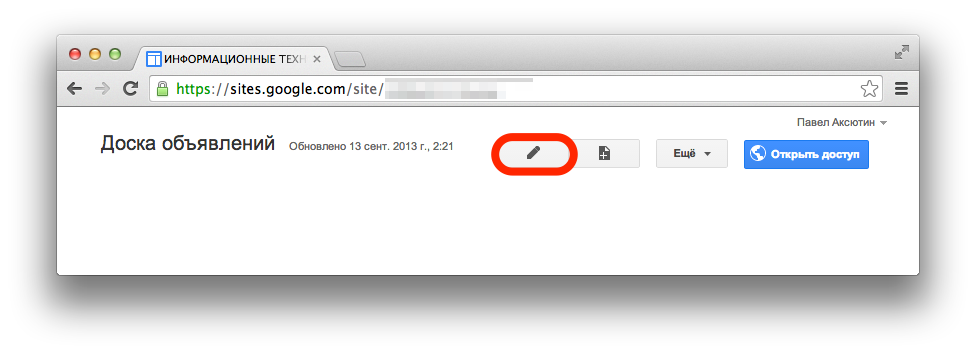 ИНФОРМАЦИОННЫЕ ТЕХН
https://sites.google.com/site/
Павел Аксютин
Доска объявлений Обновлено 13 сент. 2013 г., 2:21 Ещё Открыть доступ